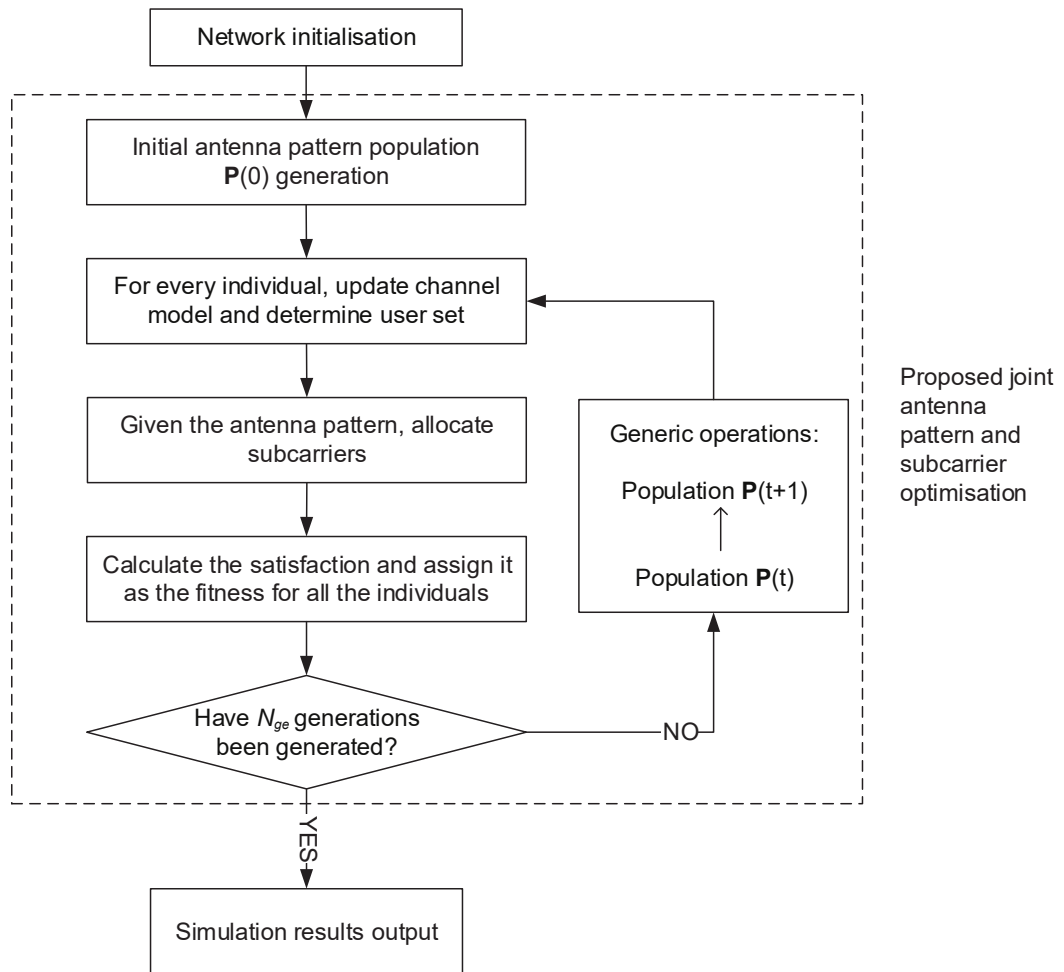 Network initialisation
Initial antenna pattern population
P(0) generation
For every individual, update channel
model and determine user set
Given the antenna pattern, allocate
subcarriers
Calculate the satisfaction and assign it
as the fitness for all the individuals
Have Nge generations
been generated?
NO
Generic operations:
Population P(t+1)
Population P(t)
Proposed joint
antenna
pattern and
subcarrier
optimisation
YES
Simulation results output